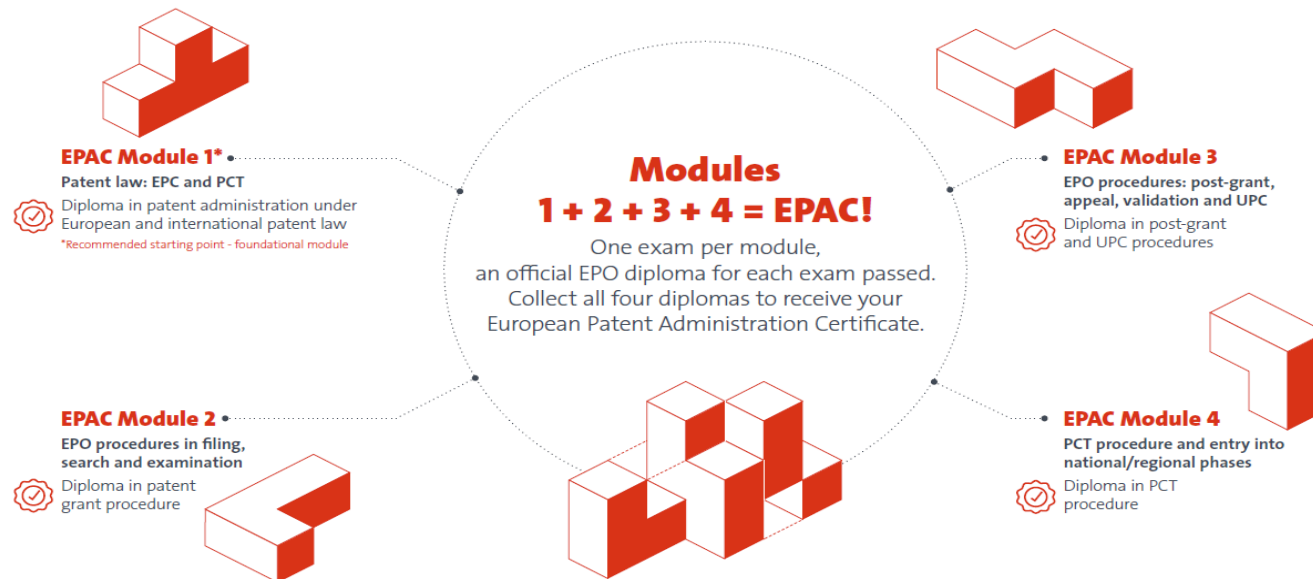 EPAC Module 1*
Patent law: EPC and PCT
Diploma in patent administration under
European and international patent law
*Recommended starting point - foundational module
EPAC Module 2
EPO procedures in filing,
search and examination
Diploma in patent
grant procedure
Modules
1 + 2 + 3 + 4 = EPAC!
One exam per module,
an official EPO diploma for each exam passed.
Collect all four diplomas to receive your
European Patent Administration Certificate.
EPAC Module 3
EPO procedures: post-grant,
appeal, validation and UPC
Diploma in post-grant
and UPC procedures
EPAC Module 4
PCT procedure and entry into
national/regional phases
Diploma in PCT
procedure